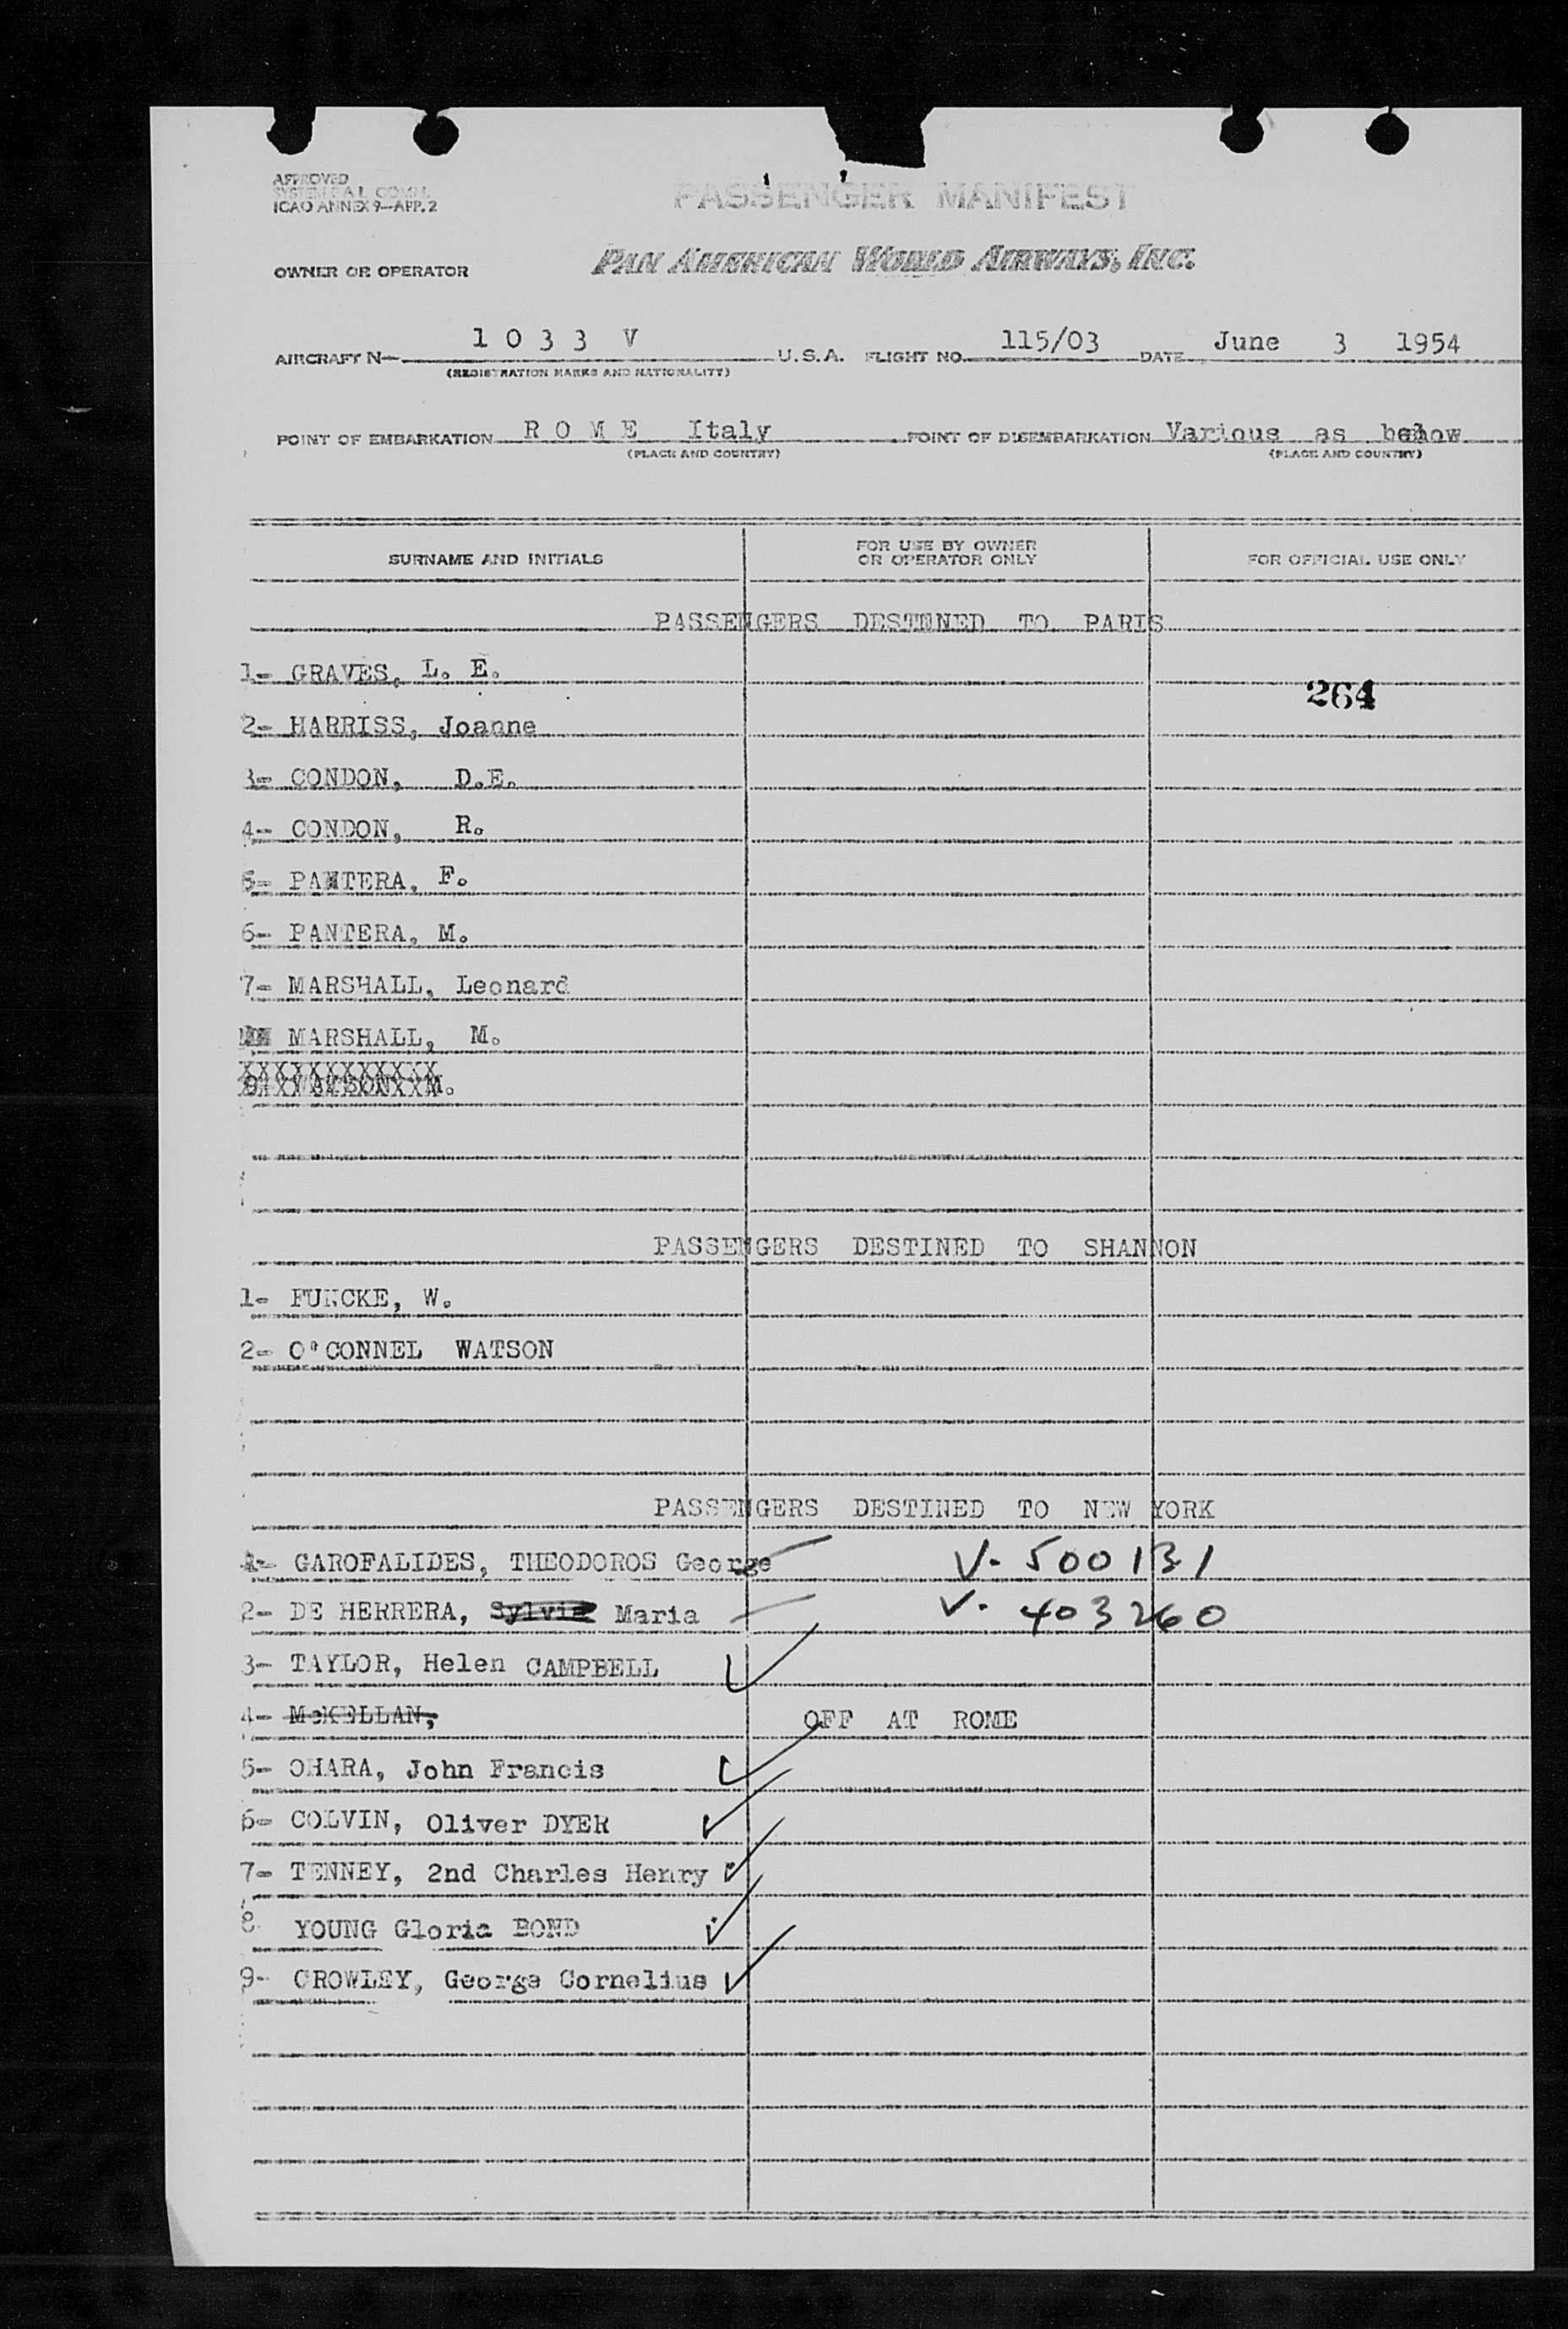 APPROVED
SYSTEM P.A.I. COMM.
ICAO ANNEX 9—APP. 2
PASSENGER MANIFEST
OWNER OR OPERATOR PAN AMERICAN WORLD AIRWAYS, INC.
AIRCRAFT N— 1 0 3 3 V U.S.A. FLIGHT NO. 115/03 DATE June 3 1954
(REGISTRATION MARKS AND NATIONALITY)
POINT OF EMBARKATION R O M E Italy POINT OF DISEMBARKATION Various as below
(PLACE AND COUNTRY) (PLACE AND COUNTRY)
SURNAME AND INITIALS FOR USE BY OWNER OR OPERATOR ONLY FOR OFFICIAL USE ONLY
PASSENGERS DESTINED TO PARIS
1- GRAVES, L. E.
264
2- HARRISS, Joanne
3- CONDON, D.E.
4- CONDON, R.
5- PANTERA, F.
6- PANTERA, M.
7- MARSHALL, Leonard
MARSHALL, M.
XXXXXXXXXXXX
PASSENGERS DESTINED TO SHANNON
1- FUNCKE, W.
2- O'CONNEL WATSON
PASSENGERS DESTINED TO NEW YORK
1- GAROFALIDES, THEODOROS George V- 500131
2- DE HERRERA, Sylvia Maria V- 403260
3- TAYLOR, Helen CAMPBELL
4- McKELLAN, OFF AT ROME
5- OHARA, John Francis
6- COLVIN, Oliver DYER
7- TENNEY, 2nd Charles Henry
8 YOUNG Gloria BOND
9- CROWLEY, George Cornelius